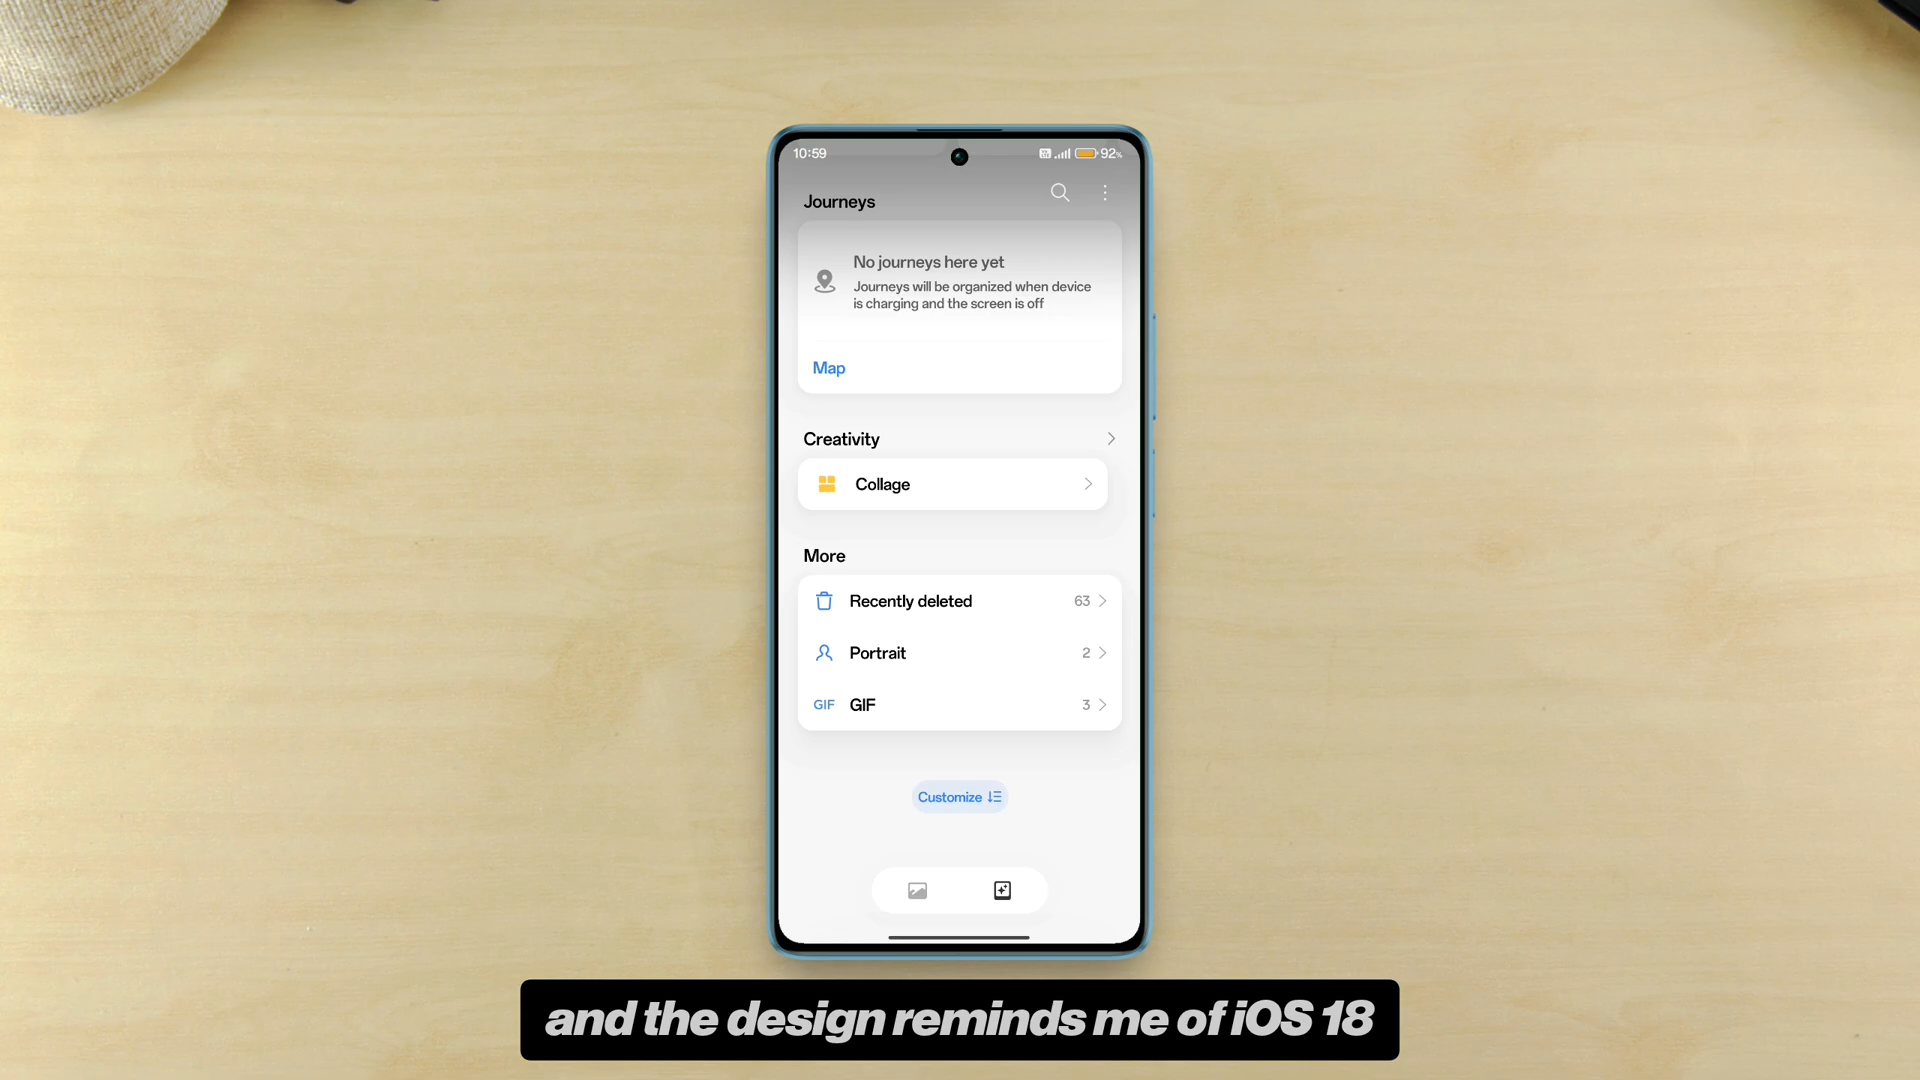 10:59
92%
Journeys
No journeys here yet
Journeys will be organized when device
is charging and the screen is off
Map
Creativity
Collage
More
Recently deleted 63
Portrait 2
GIF GIF 3
Customize
and the design reminds me of iOS 18